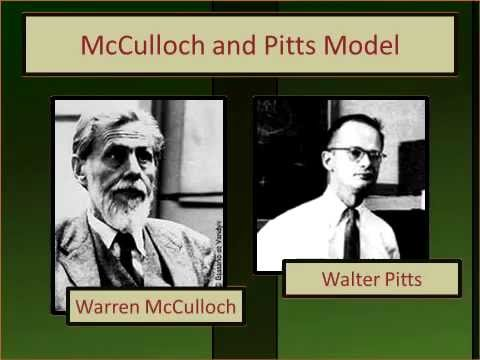 McCulloch and Pitts Model
Warren McCulloch
Walter Pitts